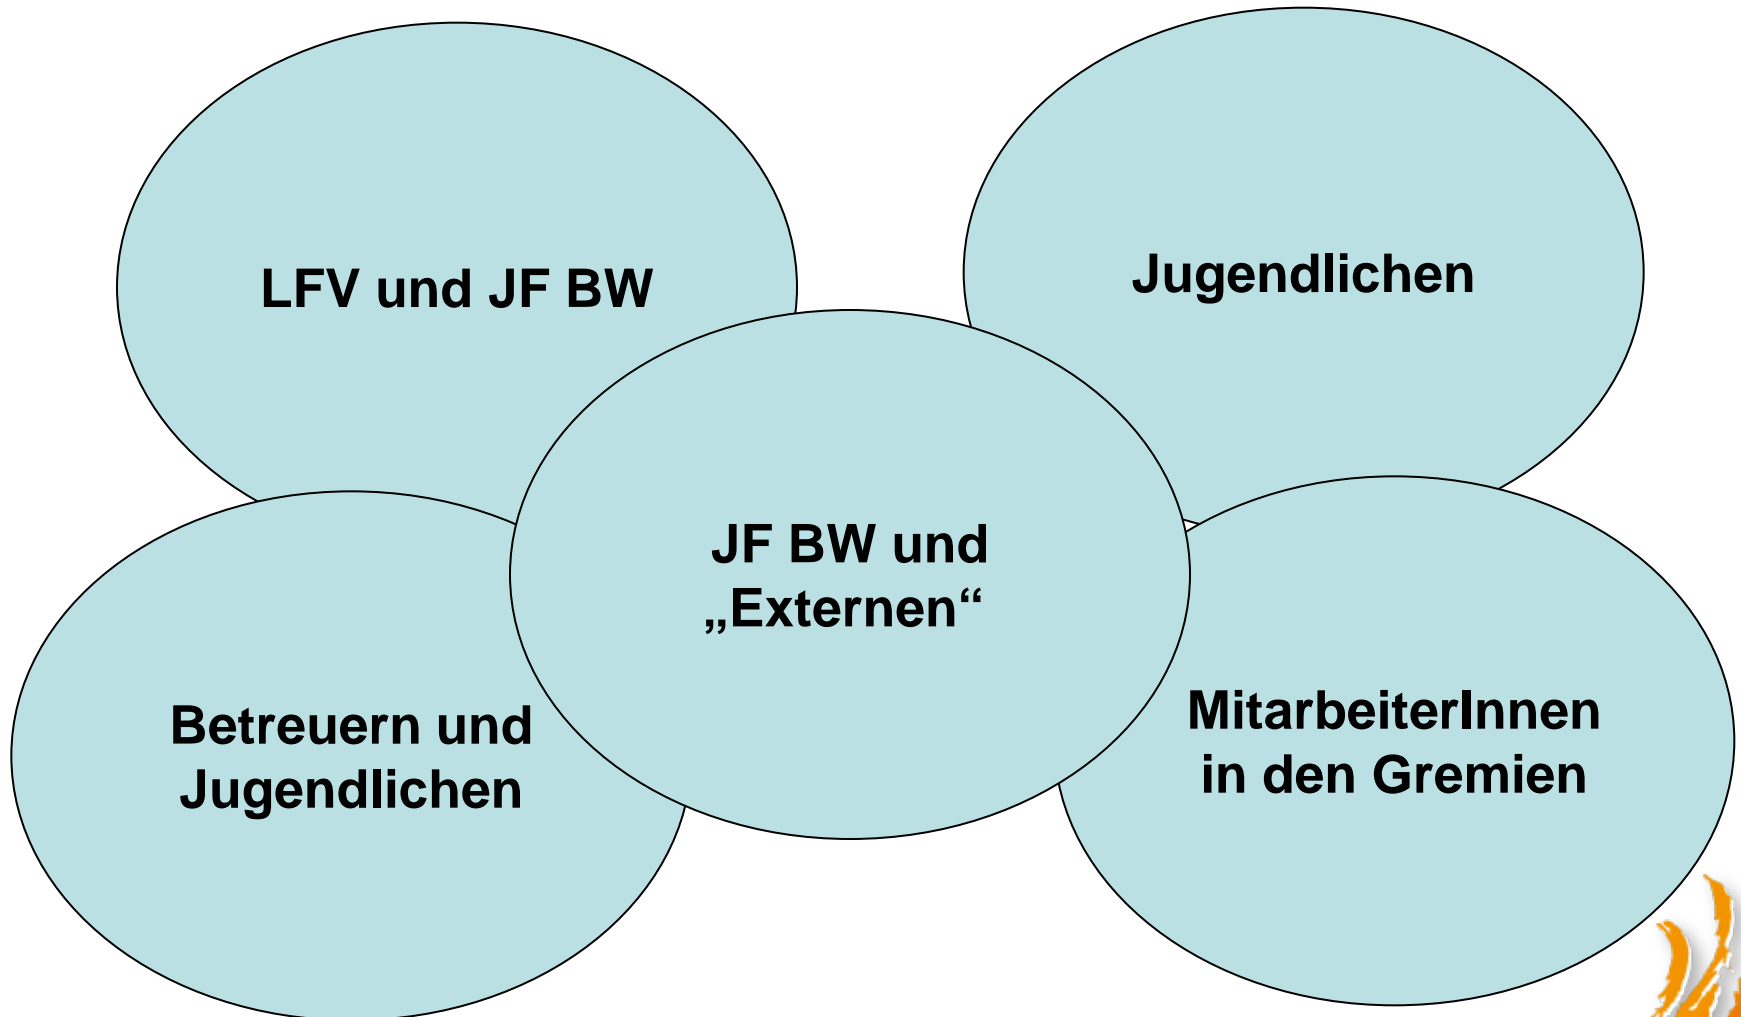 LFV und JF BW
Jugendlichen
JF BW und
„Externen“
Betreuern und
Jugendlichen
MitarbeiterInnen
in den Gremien